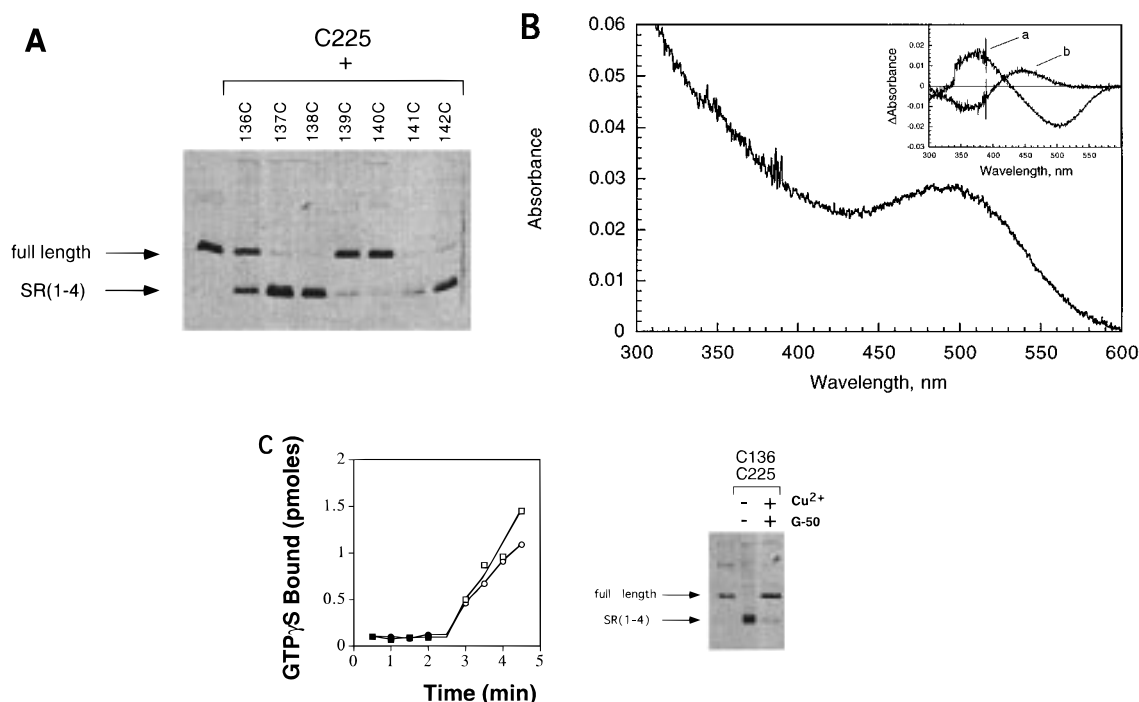 A
C225
+
136C 137C 138C 139C 140C 141C 142C
full length
SR(1-4)
B
Absorbance
0.06
0.05
0.04
0.03
0.02
0.01
0
300 350 400 450 500 550 600
Wavelength, nm
a
b
ΔAbsorbance
0.02
0.01
0
-0.01
-0.02
-0.03
300 350 400 450 500 550
Wavelength, nm
C
GTPγS Bound (pmoles)
2
1.5
1
0.5
0
0 1 2 3 4 5
Time (min)
C136
C225
- + Cu2+
- + G-50
full length
SR(1-4)